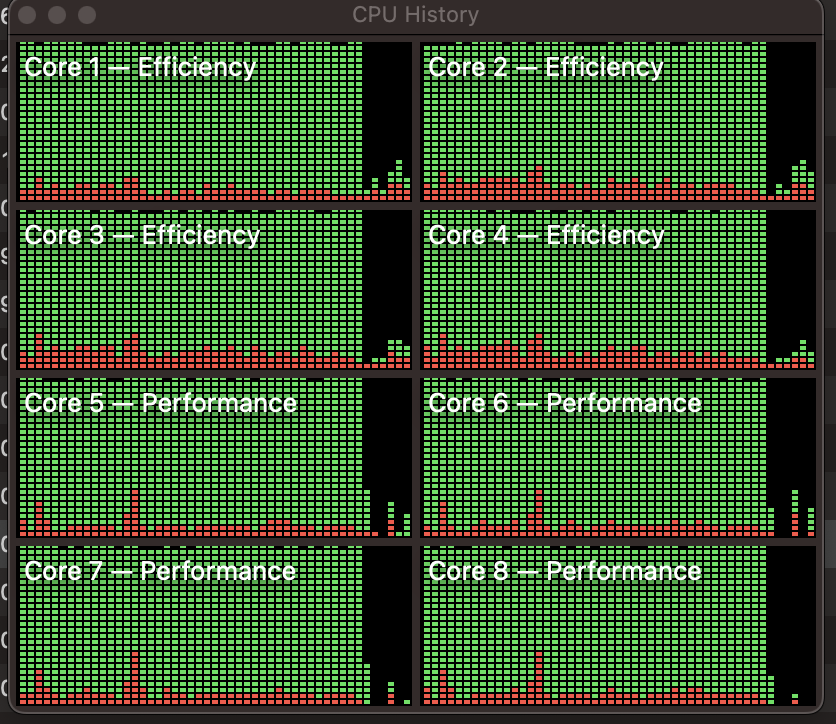 CPU History
Core 1 — Efficiency
Core 2 — Efficiency
Core 3 — Efficiency
Core 4 — Efficiency
Core 5 — Performance
Core 6 — Performance
Core 7 — Performance
Core 8 — Performance